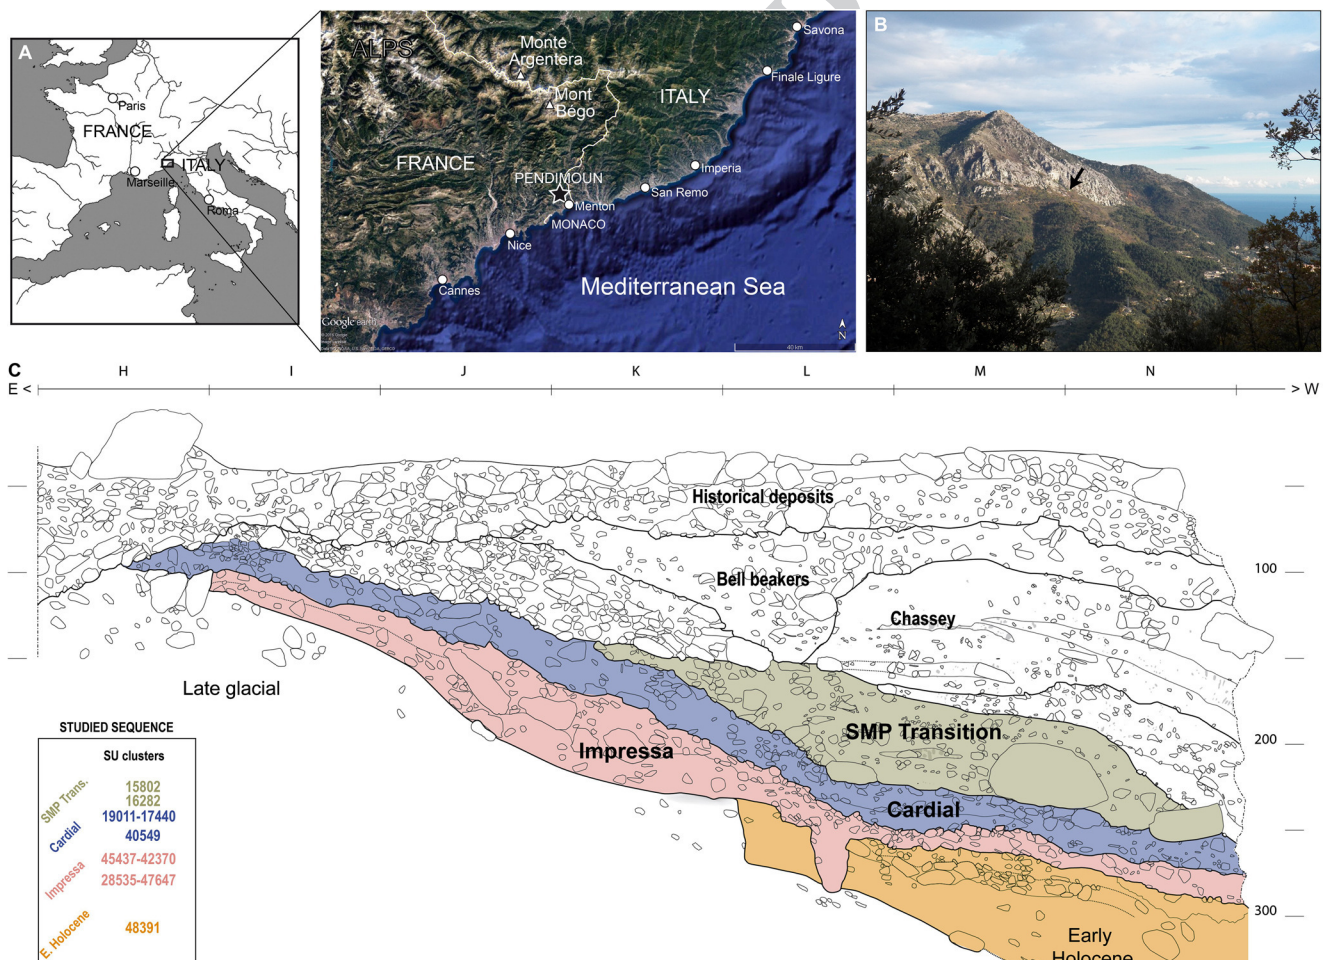 A
Paris
FRANCE
ITALY
Marseille
Roma
ALPS
Monte
Argentera
Mont
Bégo
ITALY
FRANCE
PENDIMOUN
Menton
MONACO
Nice
Cannes
San Remo
Imperia
Finale Ligure
Savona
Mediterranean Sea
Google earth
N
40 km
B
C
H I J K L M N
E < > W
Historical deposits
Bell beakers
100
Chassey
Late glacial
SMP Transition
200
Impressa
Cardial
300
Early
Holocene
STUDIED SEQUENCE
SU clusters
SMP Trans.
15802
16282
Cardial
19011-17440
40549
Impressa
45437-42370
28535-47647
E. Holocene
48391